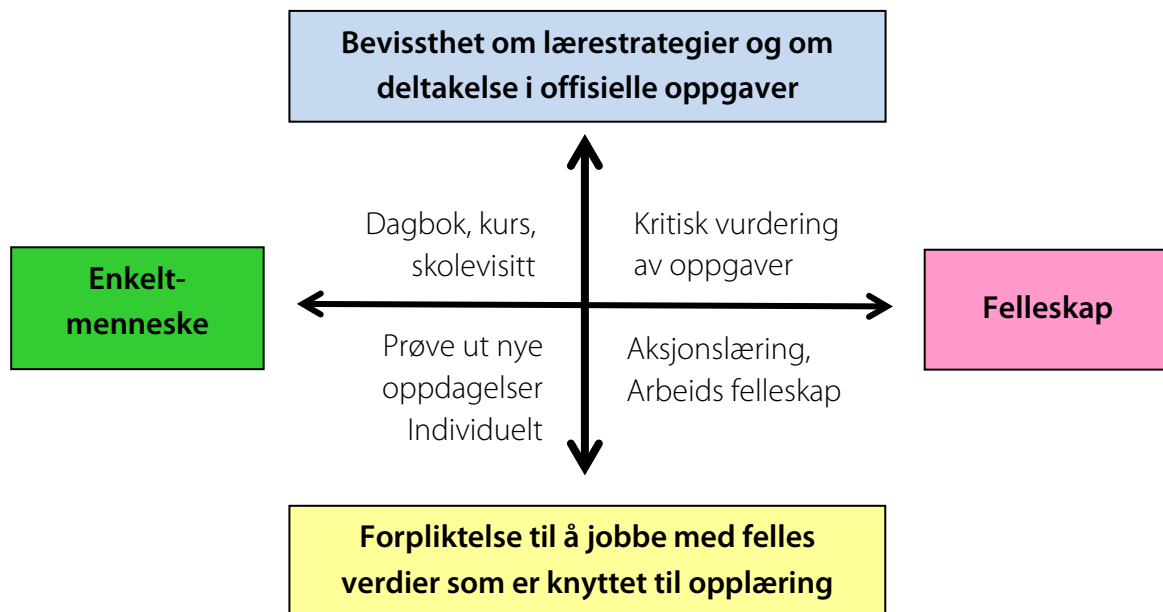 Bevissthet om lærestrategier og om
deltakelse i offisielle oppgaver
Dagbok, kurs,
skolevisitt
Kritisk vurdering
av oppgaver
Enkelt-
menneske
Felleskap
Prøve ut nye
oppdagelser
Individuelt
Aksjonslæring,
Arbeids felleskap
Forpliktelse til å jobbe med felles
verdier som er knyttet til opplæring